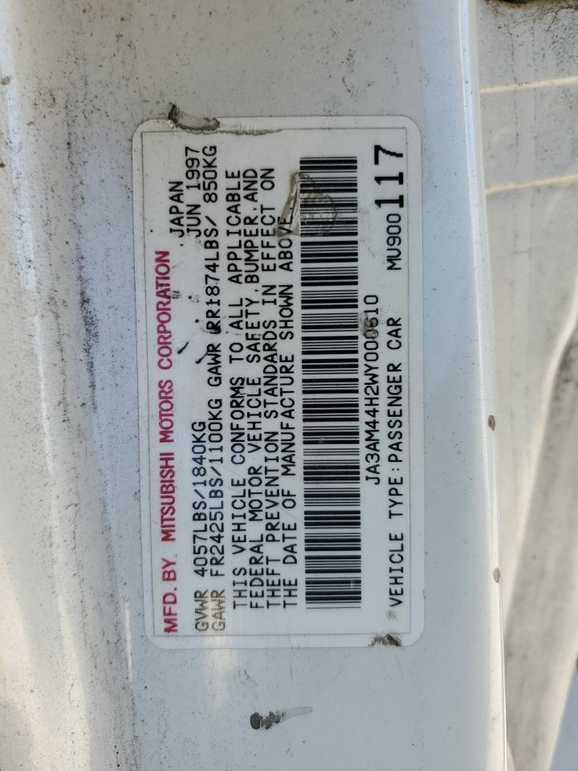 MFD. BY. MITSUBISHI MOTORS CORPORATION JAPAN
GVWR 4057LBS/1840KG JUN 1997
GAWR FR2425LBS/1100KG GAWR RR1874LBS/ 850KG
THIS VEHICLE CONFORMS TO ALL APPLICABLE
FEDERAL MOTOR VEHICLE SAFETY, BUMPER,AND
THEFT PREVENTION STANDARDS IN EFFECT ON
THE DATE OF MANUFACTURE SHOWN ABOVE.
JA3AM44H2WY000610
VEHICLE TYPE:PASSENGER CAR MU900 117